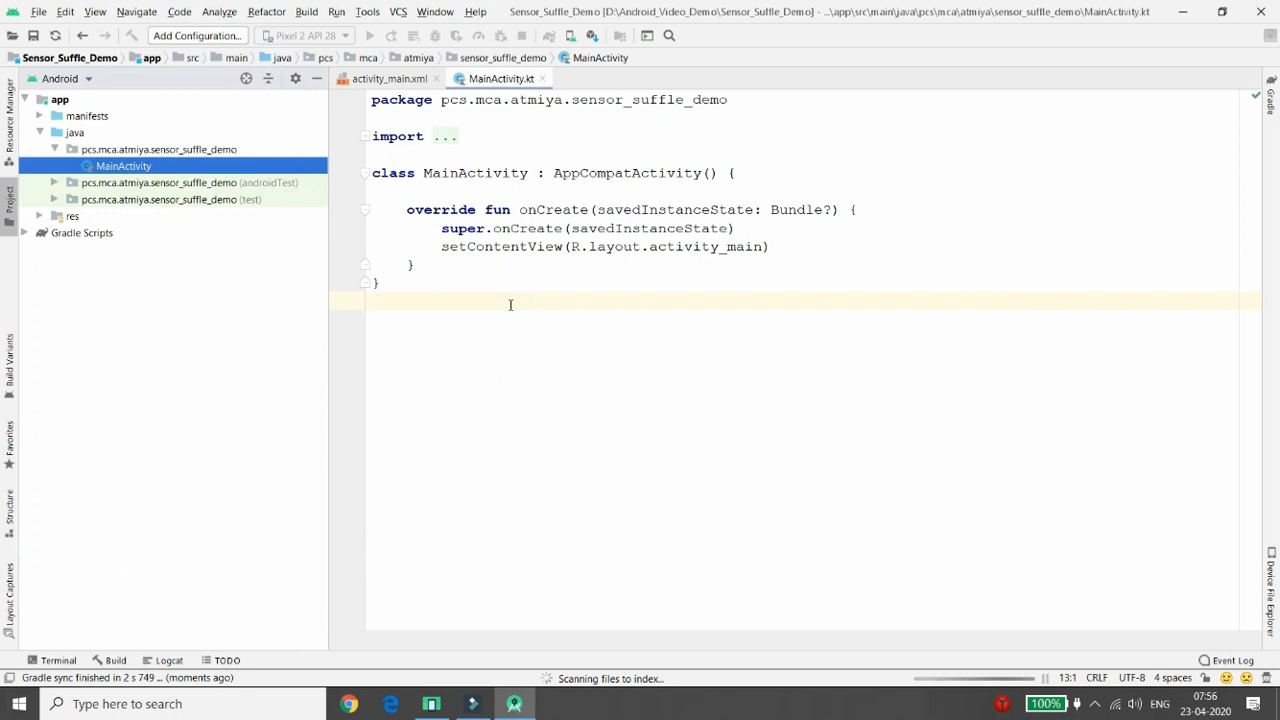 File Edit View Navigate Code Analyze Refactor Build Run Tools VCS Window Help Sensor_Suffle_Demo [D:\Android_Video_Demo\Sensor_Suffle_Demo] - ...\app\src\main\java\pcs\mca\atmiya\sensor_suffle_demo\MainActivity.kt
Add Configuration... Pixel 2 API 28
Sensor_Suffle_Demo app src main java pcs mca atmiya sensor_suffle_demo MainActivity
Android activity_main.xml MainActivity.kt
app
manifests
java
pcs.mca.atmiya.sensor_suffle_demo
MainActivity
pcs.mca.atmiya.sensor_suffle_demo (androidTest)
pcs.mca.atmiya.sensor_suffle_demo (test)
res
Gradle Scripts
package pcs.mca.atmiya.sensor_suffle_demo
import ...
class MainActivity : AppCompatActivity() {
override fun onCreate(savedInstanceState: Bundle?) {
super.onCreate(savedInstanceState)
setContentView(R.layout.activity_main)
}
}
Resource Manager
Project
Build Variants
Favorites
Structure
Layout Captures
Gradle
Device File Explorer
Terminal Build Logcat TODO Event Log
Gradle sync finished in 2 s 749 ... (moments ago) Scanning files to index... 13:1 CRLF UTF-8 4 spaces
Type here to search 100% ENG 07:56
23-04-2020